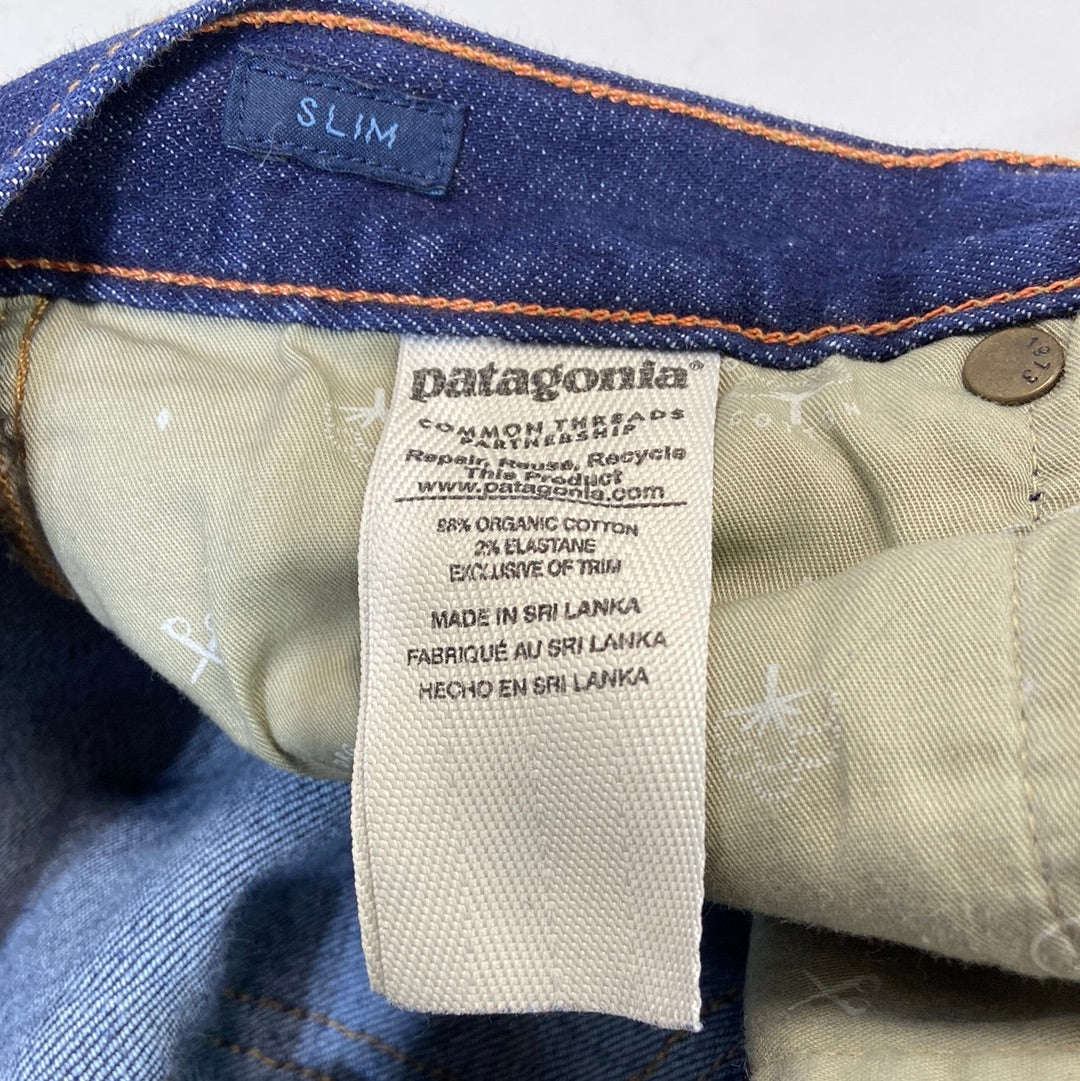 SLIM
1973
patagonia®
COMMON THREADS
PARTNERSHIP
Repair, Reuse, Recycle
This Product
www.patagonia.com
98% ORGANIC COTTON
2% ELASTANE
EXCLUSIVE OF TRIM
MADE IN SRI LANKA
FABRIQUÉ AU SRI LANKA
HECHO EN SRI LANKA